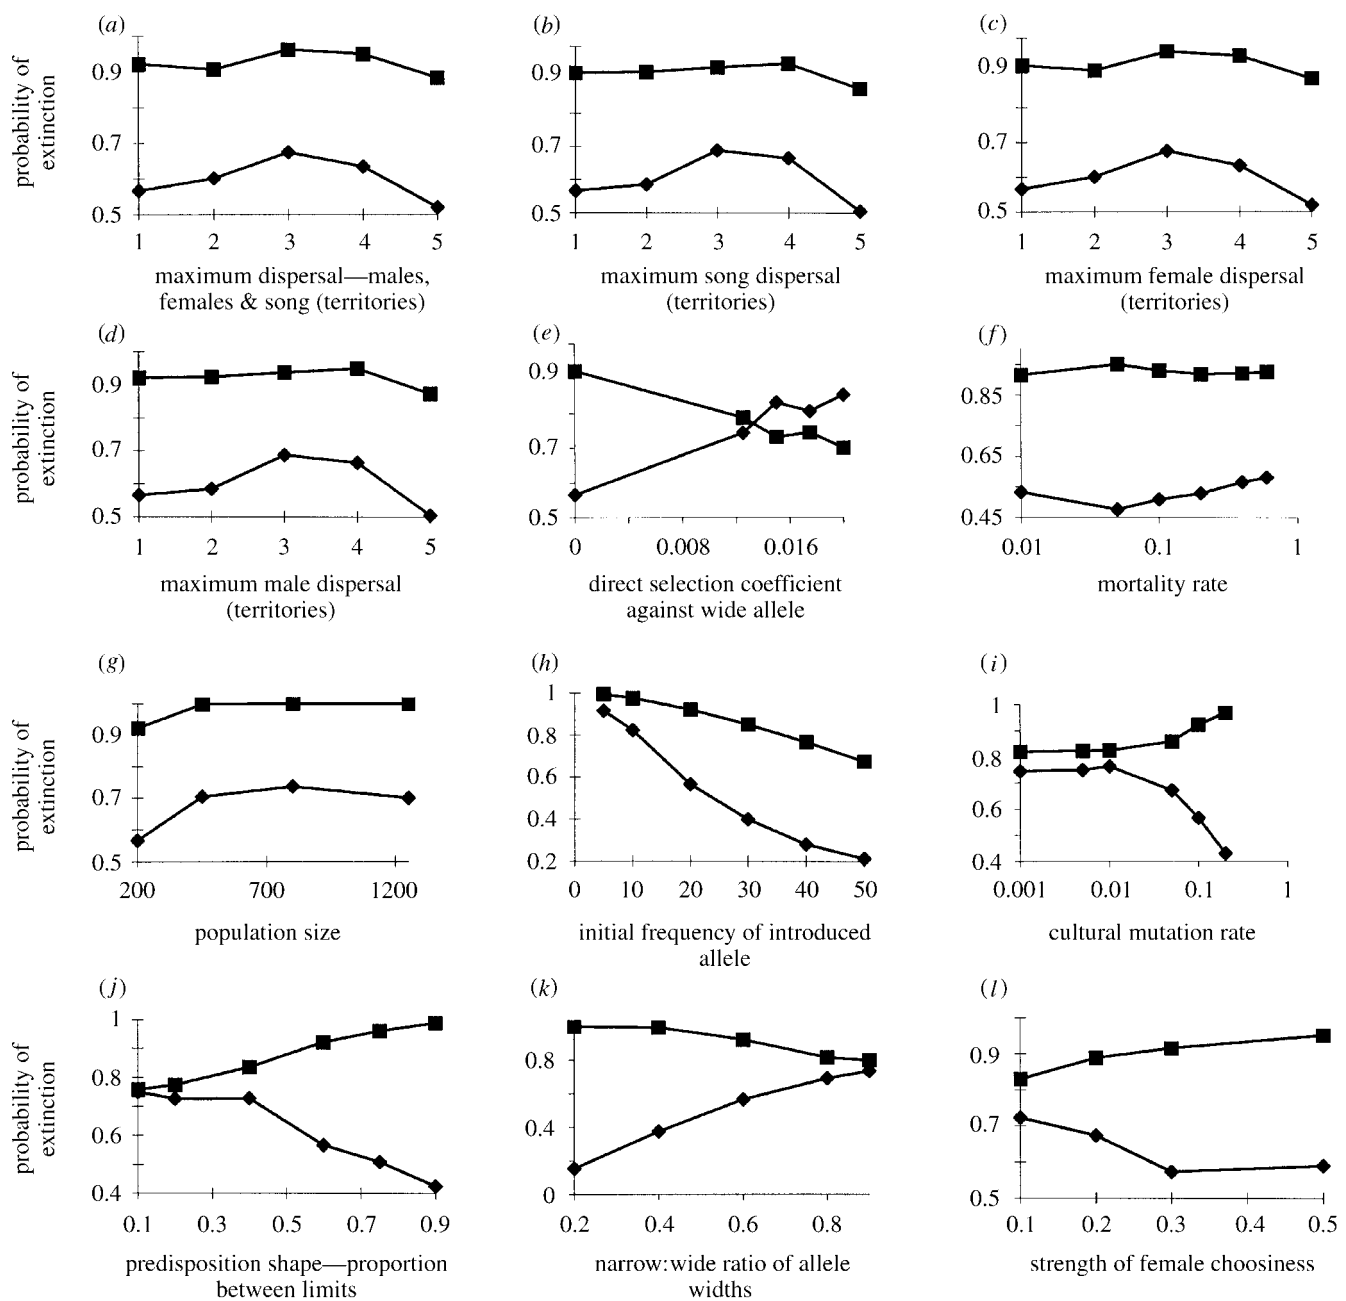 (a)
(b)
(c)
probability of
extinction
0.9
0.7
0.5
1 2 3 4 5
maximum dispersal—males,
females & song (territories)
0.9
0.7
0.5
1 2 3 4 5
maximum song dispersal
(territories)
0.9
0.7
0.5
1 2 3 4 5
maximum female dispersal
(territories)
(d)
(e)
(f)
probability of
extinction
0.9
0.7
0.5
1 2 3 4 5
maximum male dispersal
(territories)
0.9
0.7
0.5
0 0.008 0.016
direct selection coefficient
against wide allele
0.85
0.65
0.45
0.01 0.1 1
mortality rate
(g)
(h)
(i)
probability of
extinction
0.9
0.7
0.5
200 700 1200
population size
1
0.8
0.6
0.4
0.2
0 10 20 30 40 50
initial frequency of introduced
allele
1
0.8
0.6
0.4
0.001 0.01 0.1 1
cultural mutation rate
(j)
(k)
(l)
probability of
extinction
1
0.8
0.6
0.4
0.1 0.3 0.5 0.7 0.9
predisposition shape—proportion
between limits
0.8
0.4
0
0.2 0.4 0.6 0.8
narrow:wide ratio of allele
widths
0.9
0.7
0.5
0.1 0.2 0.3 0.4 0.5
strength of female choosiness